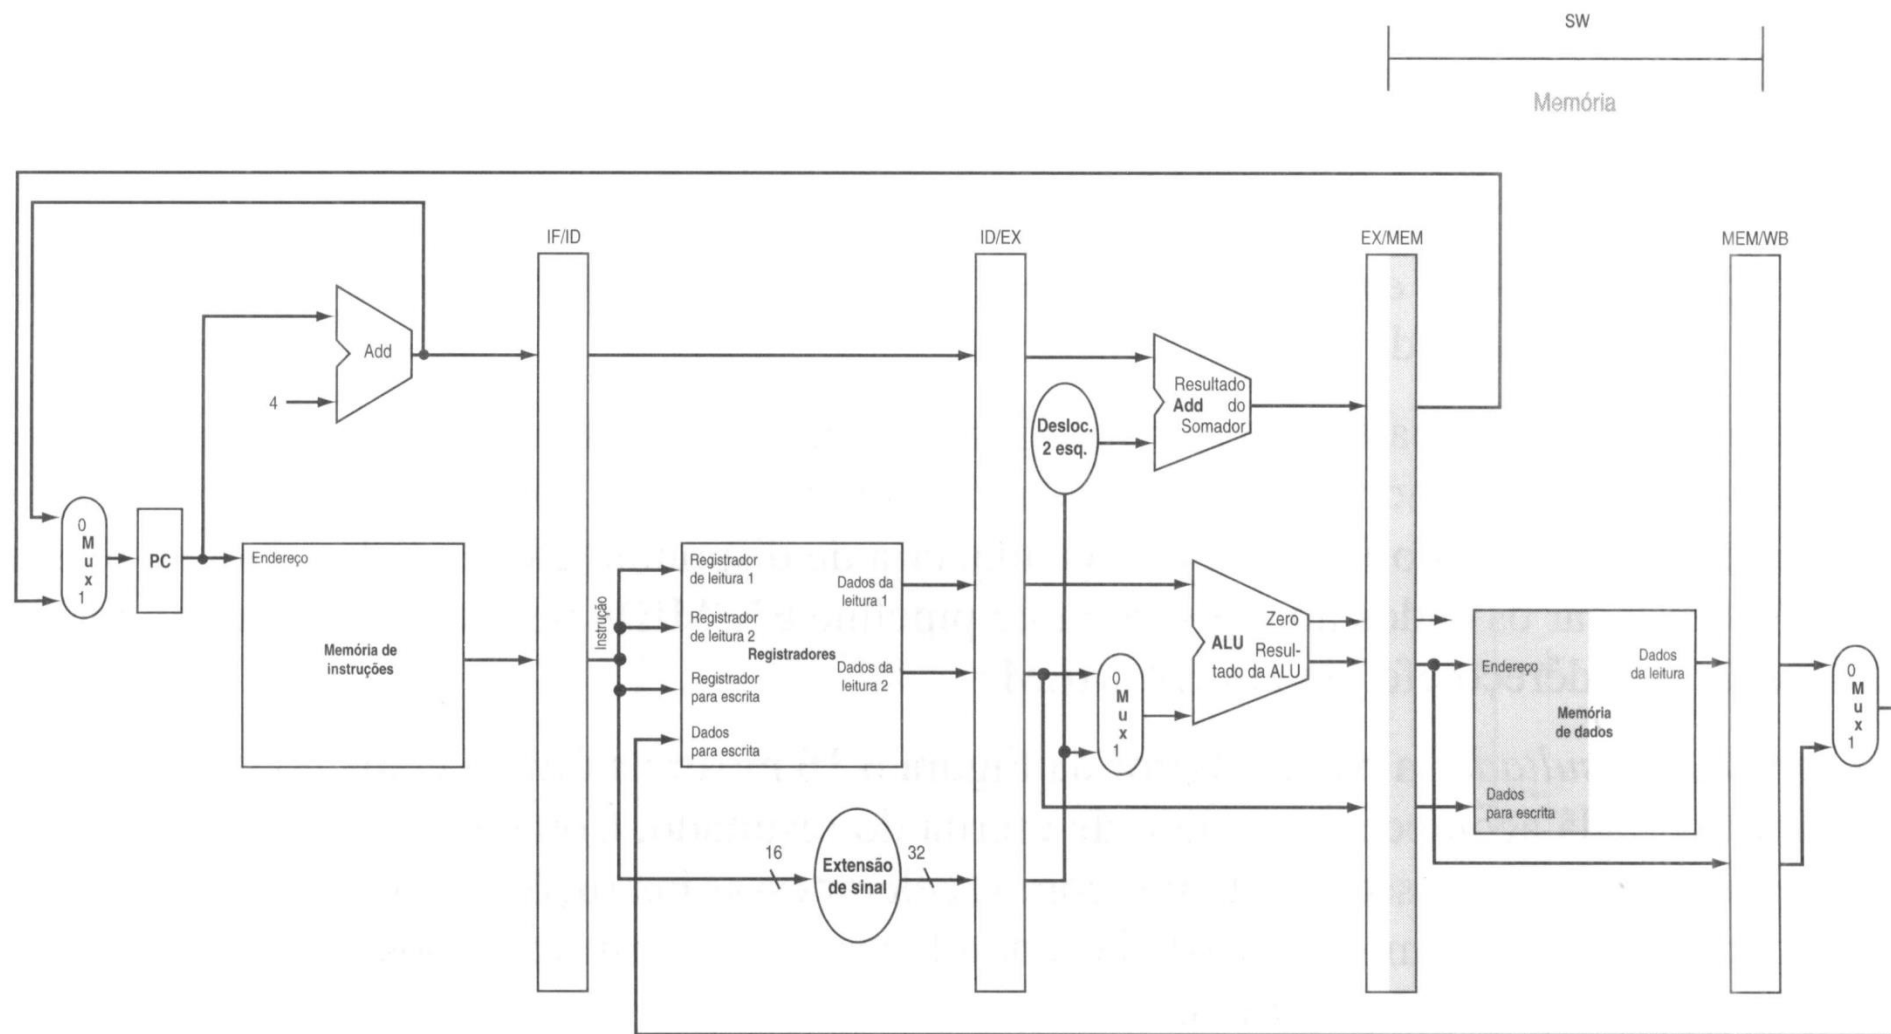 SW
Memória
IF/ID
ID/EX
EX/MEM
MEM/WB
Add
4
Resultado
Add do
Somador
Desloc.
2 esq.
0
M
u
x
1
PC
Endereço
Memória de
instruções
Instrução
Registrador
de leitura 1
Registrador
de leitura 2
Registradores
Registrador
para escrita
Dados
para escrita
Dados da
leitura 1
Dados da
leitura 2
0
M
u
x
1
Zero
ALU Resul-
tado da ALU
Endereço
Dados
da leitura
Memória
de dados
Dados
para escrita
0
M
u
x
1
16
Extensão
de sinal
32